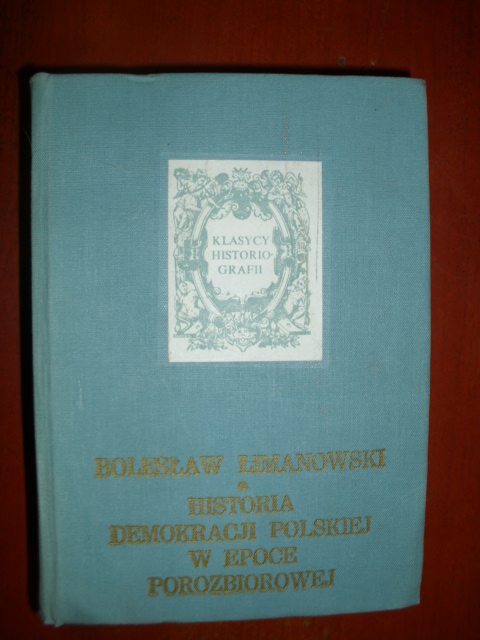 KLASYCY
HISTORIO-
GRAFII
BOLESŁAW LIMANOWSKI
HISTORIA
DEMOKRACJI POLSKIEJ
W EPOCE
POROZBIOROWEJ